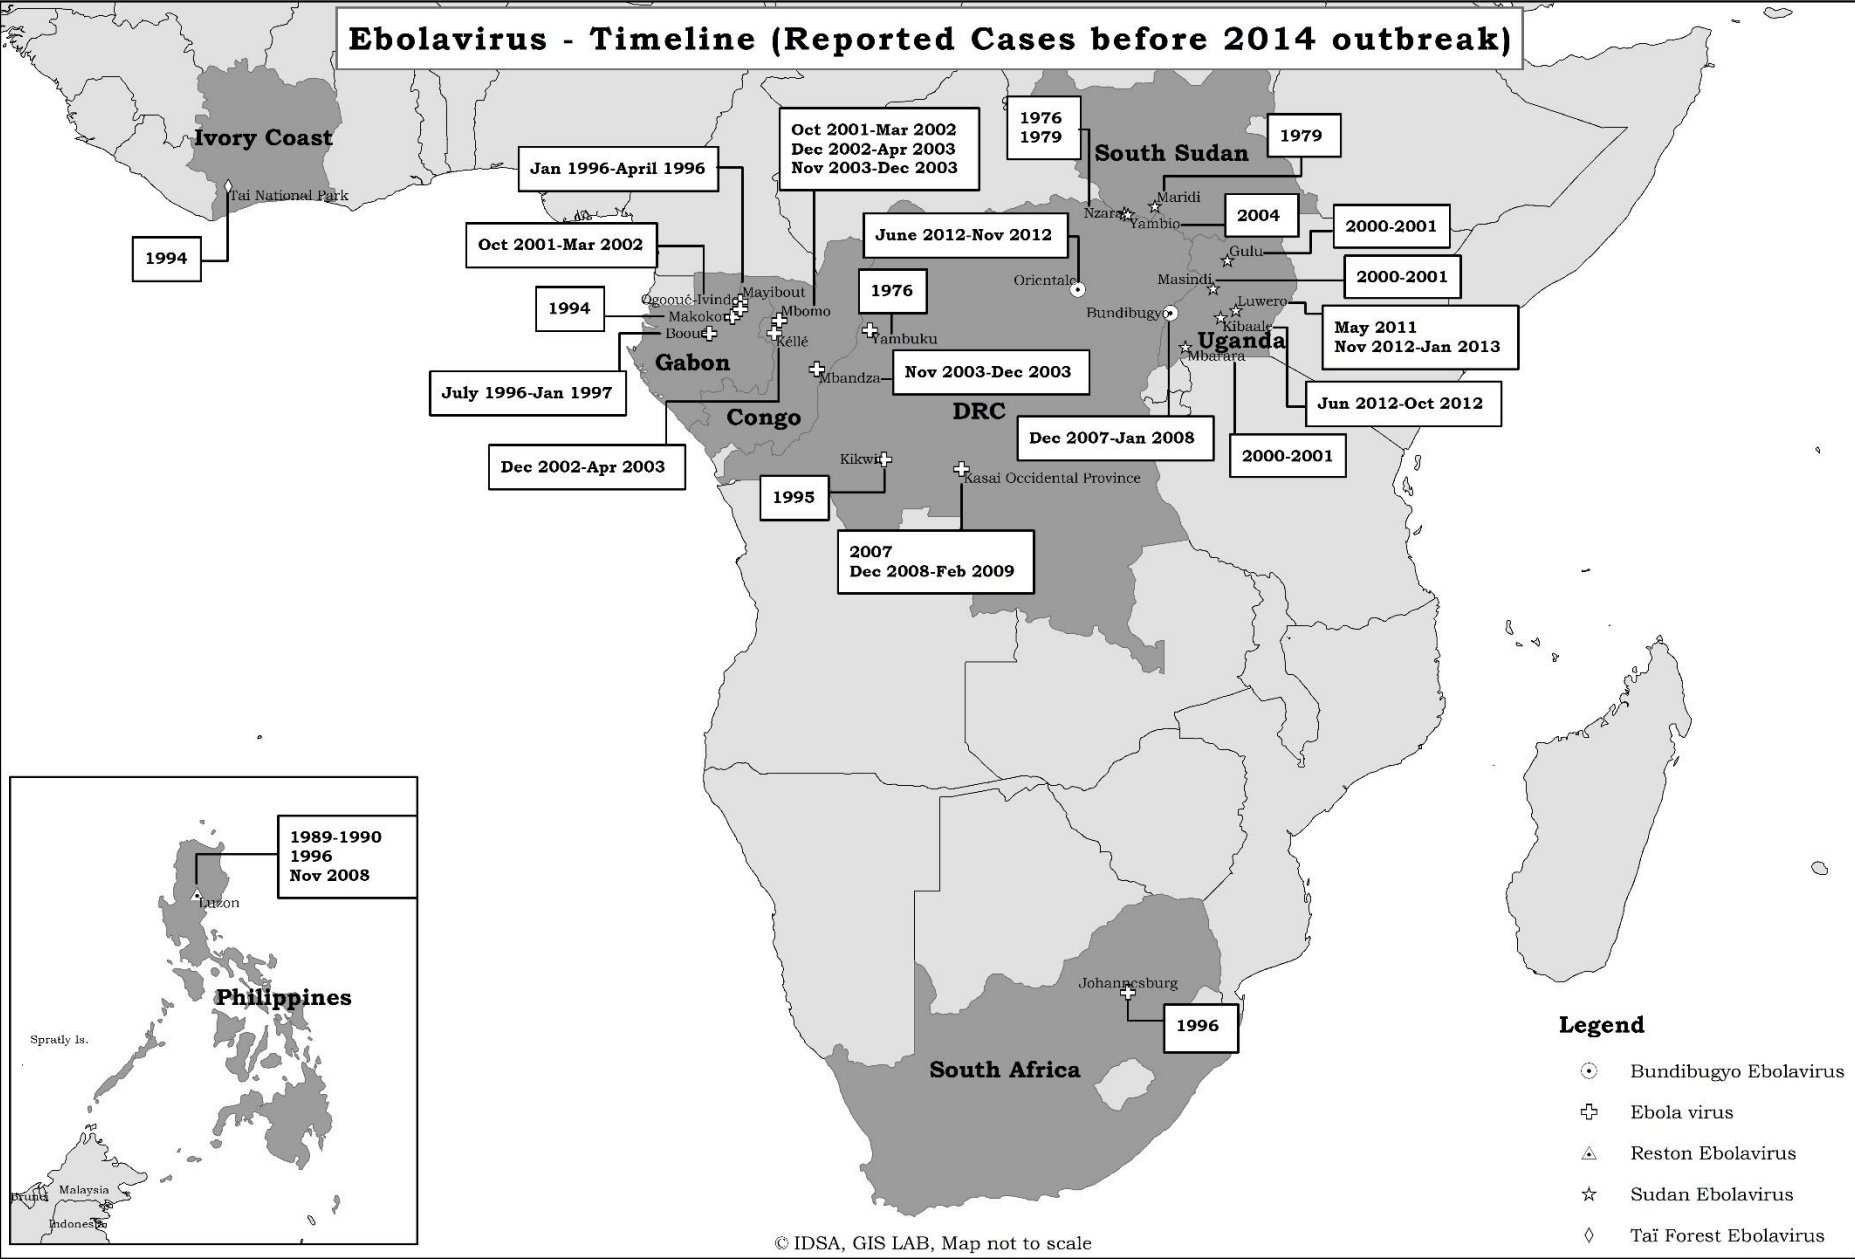 Ebolavirus - Timeline (Reported Cases before 2014 outbreak)
Ivory Coast
Tai National Park
1994
Jan 1996-April 1996
Oct 2001-Mar 2002
Dec 2002-Apr 2003
Nov 2003-Dec 2003
1976
1979
South Sudan
1979
Maridi
Nzara
Yambio
2004
Oct 2001-Mar 2002
June 2012-Nov 2012
2000-2001
Gulu
Orientale
Masindi
2000-2001
1994
Ogooué-Ivindo
Mayibout
Makokou
Mbomo
Booue
Kéllé
1976
Yambuku
Bundibugyo
Luwero
Kibaale
Uganda
Mbarara
May 2011
Nov 2012-Jan 2013
Gabon
Mbandza
Nov 2003-Dec 2003
July 1996-Jan 1997
Congo
DRC
Jun 2012-Oct 2012
Dec 2007-Jan 2008
2000-2001
Dec 2002-Apr 2003
Kikwi
1995
Kasai Occidental Province
2007
Dec 2008-Feb 2009
1989-1990
1996
Nov 2008
Luzon
Philippines
Spratly Is.
Brunei
Malaysia
Indonesia
Johannesburg
1996
South Africa
Legend
Bundibugyo Ebolavirus
Ebola virus
Reston Ebolavirus
Sudan Ebolavirus
Taï Forest Ebolavirus
© IDSA, GIS LAB, Map not to scale